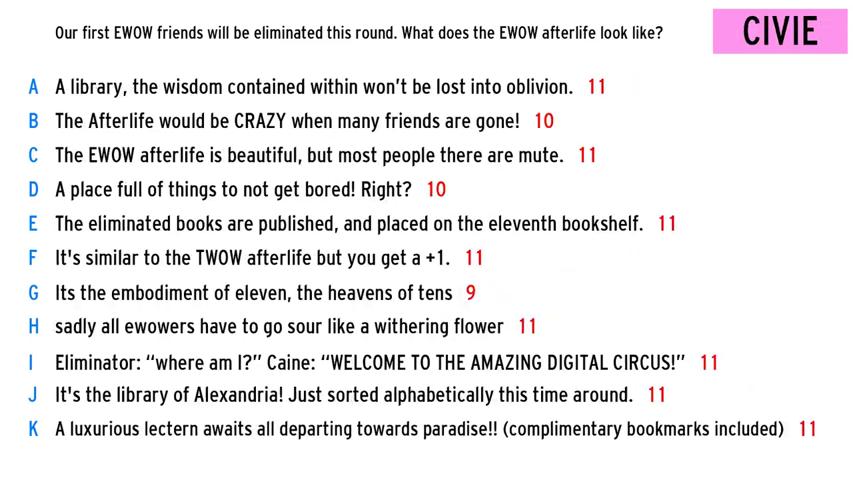 Our first EWOW friends will be eliminated this round. What does the EWOW afterlife look like?
CIVIE
A A library, the wisdom contained within won't be lost into oblivion. 11
B The Afterlife would be CRAZY when many friends are gone! 10
C The EWOW afterlife is beautiful, but most people there are mute. 11
D A place full of things to not get bored! Right? 10
E The eliminated books are published, and placed on the eleventh bookshelf. 11
F It's similar to the TWOW afterlife but you get a +1. 11
G Its the embodiment of eleven, the heavens of tens 9
H sadly all ewowers have to go sour like a withering flower 11
I Eliminator: “where am I?” Caine: “WELCOME TO THE AMAZING DIGITAL CIRCUS!” 11
J It's the library of Alexandria! Just sorted alphabetically this time around. 11
K A luxurious lectern awaits all departing towards paradise!! (complimentary bookmarks included) 11